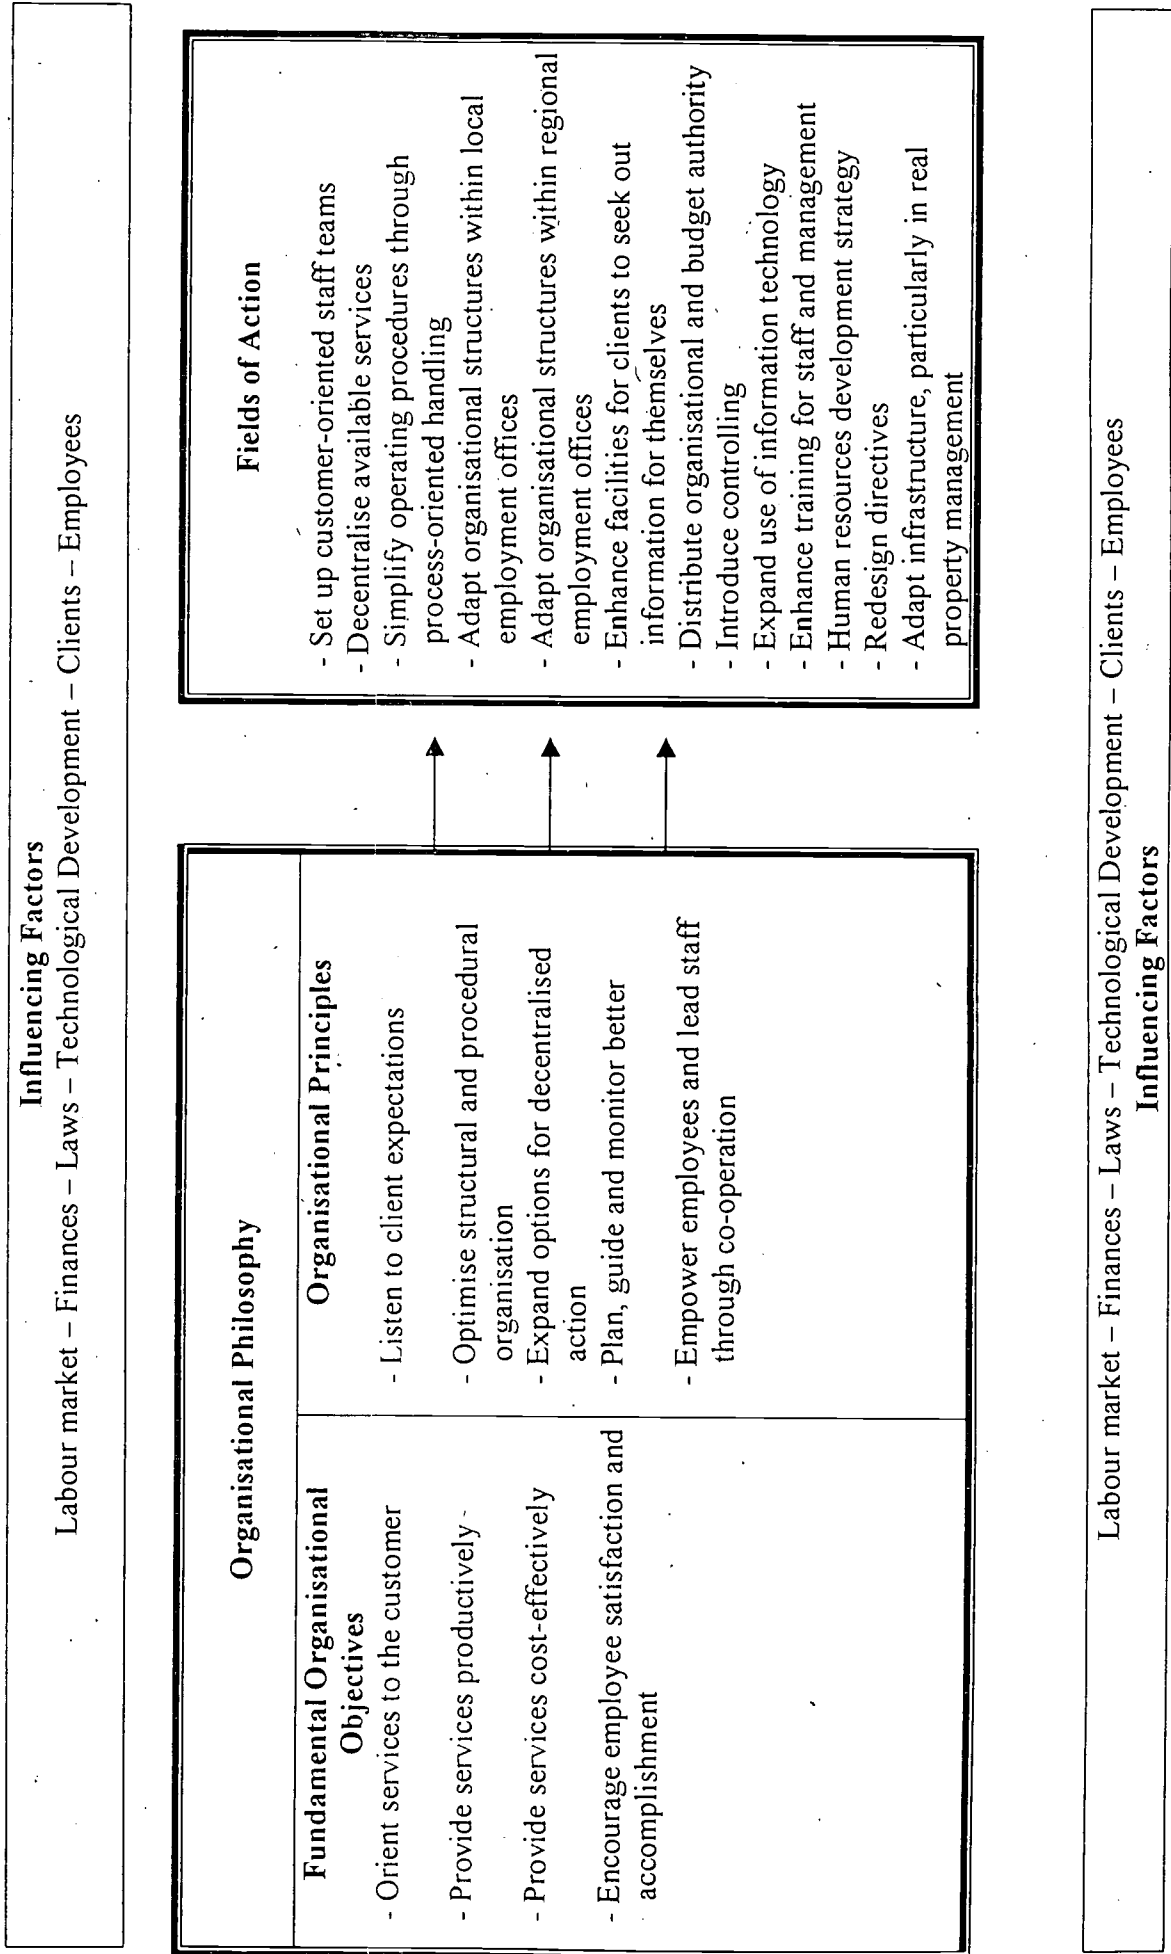 Influencing Factors
Labour market – Finances – Laws – Technological Development – Clients – Employees
Organisational Philosophy
Fundamental Organisational
Objectives
- Orient services to the customer
- Provide services productively
- Provide services cost-effectively
- Encourage employee satisfaction and
accomplishment
Organisational Principles
- Listen to client expectations
- Optimise structural and procedural
organisation
- Expand options for decentralised
action
- Plan, guide and monitor better
- Empower employees and lead staff
through co-operation
Fields of Action
- Set up customer-oriented staff teams
- Decentralise available services
- Simplify operating procedures through
process-oriented handling
- Adapt organisational structures within local
employment offices
- Adapt organisational structures within regional
employment offices
- Enhance facilities for clients to seek out
information for themselves
- Distribute organisational and budget authority
- Introduce controlling
- Expand use of information technology
- Enhance training for staff and management
- Human resources development strategy
- Redesign directives
- Adapt infrastructure, particularly in real
property management
Labour market – Finances – Laws – Technological Development – Clients – Employees
Influencing Factors